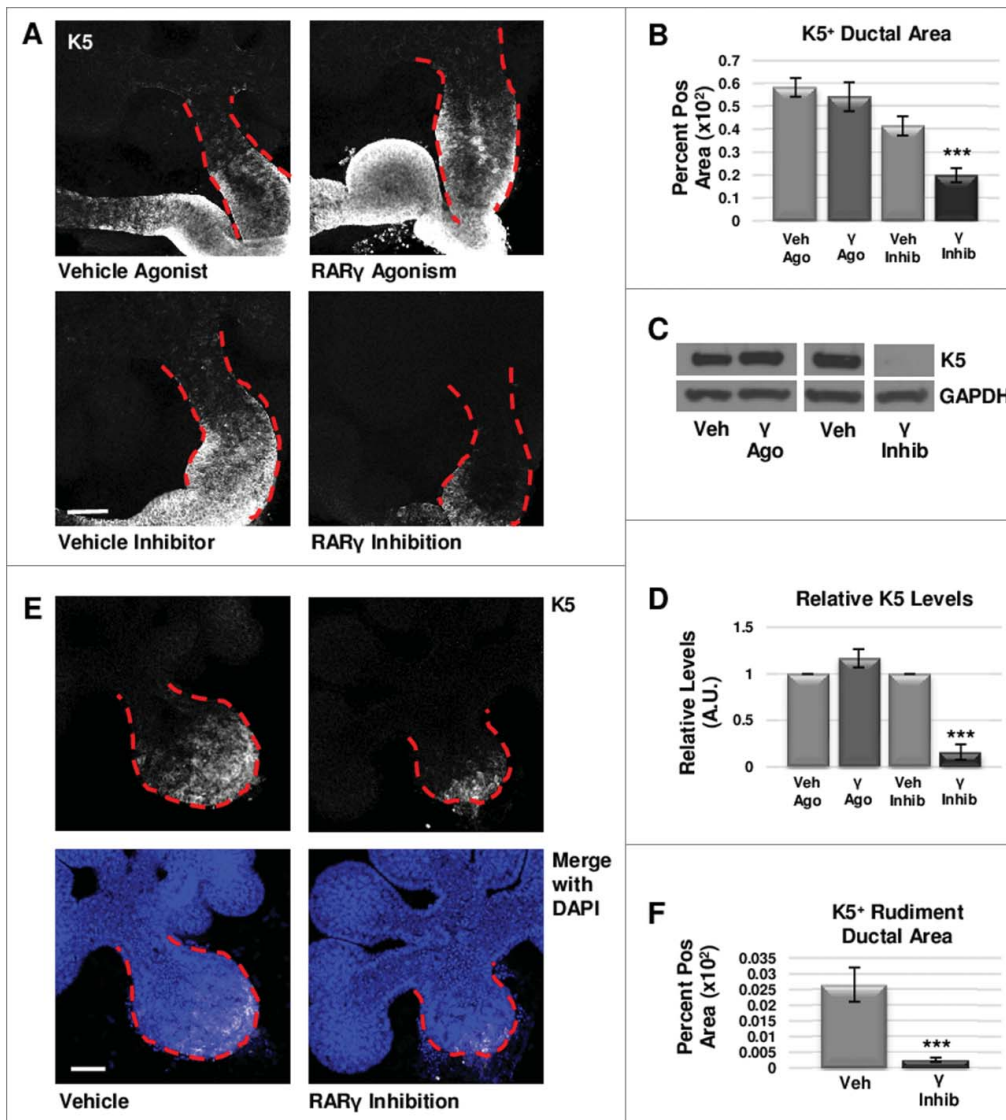 A
K5
Vehicle Agonist
RARγ Agonism
Vehicle Inhibitor
RARγ Inhibition
B
K5⁺ Ductal Area
Percent Pos
Area (x10²)
0.7
0.6
0.5
0.4
0.3
0.2
0.1
0
***
Veh
Ago
γ
Ago
Veh
Inhib
γ
Inhib
C
K5
GAPDH
Veh
γ
Ago
Veh
γ
Inhib
D
Relative K5 Levels
Relative Levels
(A.U.)
1.5
1
0.5
0
***
Veh
Ago
γ
Ago
Veh
Inhib
γ
Inhib
E
K5
Merge
with
DAPI
Vehicle
RARγ Inhibition
F
K5⁺ Rudiment
Ductal Area
Percent Pos
Area (x10²)
0.035
0.03
0.025
0.02
0.015
0.01
0.005
0
***
Veh
γ
Inhib